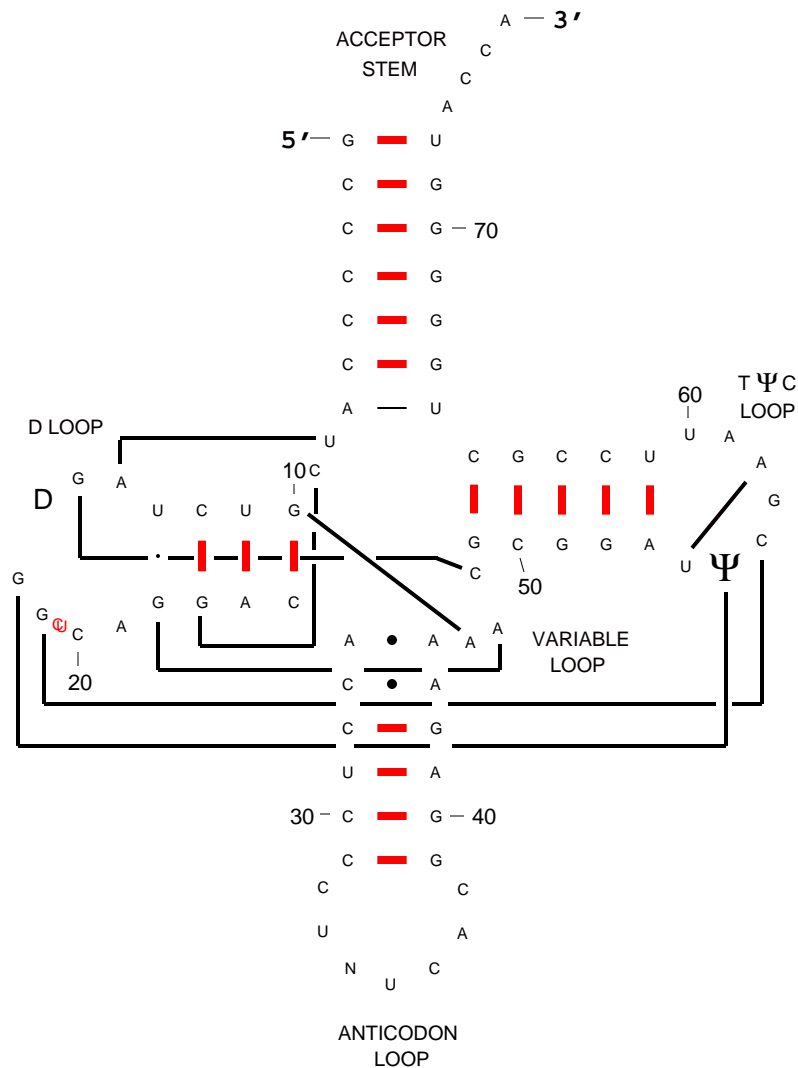 A 3′
ACCEPTOR
STEM
C
C
A
5′ G U
C G
C G 70
C G
C G
C G
A U
T Ψ C
LOOP
60
D LOOP
U
U A
C G C C U
A
10 C
G A
D
G
U C U G
G C C G G A
C
U Ψ
50
G
G G A C
G C U C A
20
A A A A
VARIABLE
LOOP
C A
C G
U A
30 C G 40
C G
C C
U A
N C
U
ANTICODON
LOOP